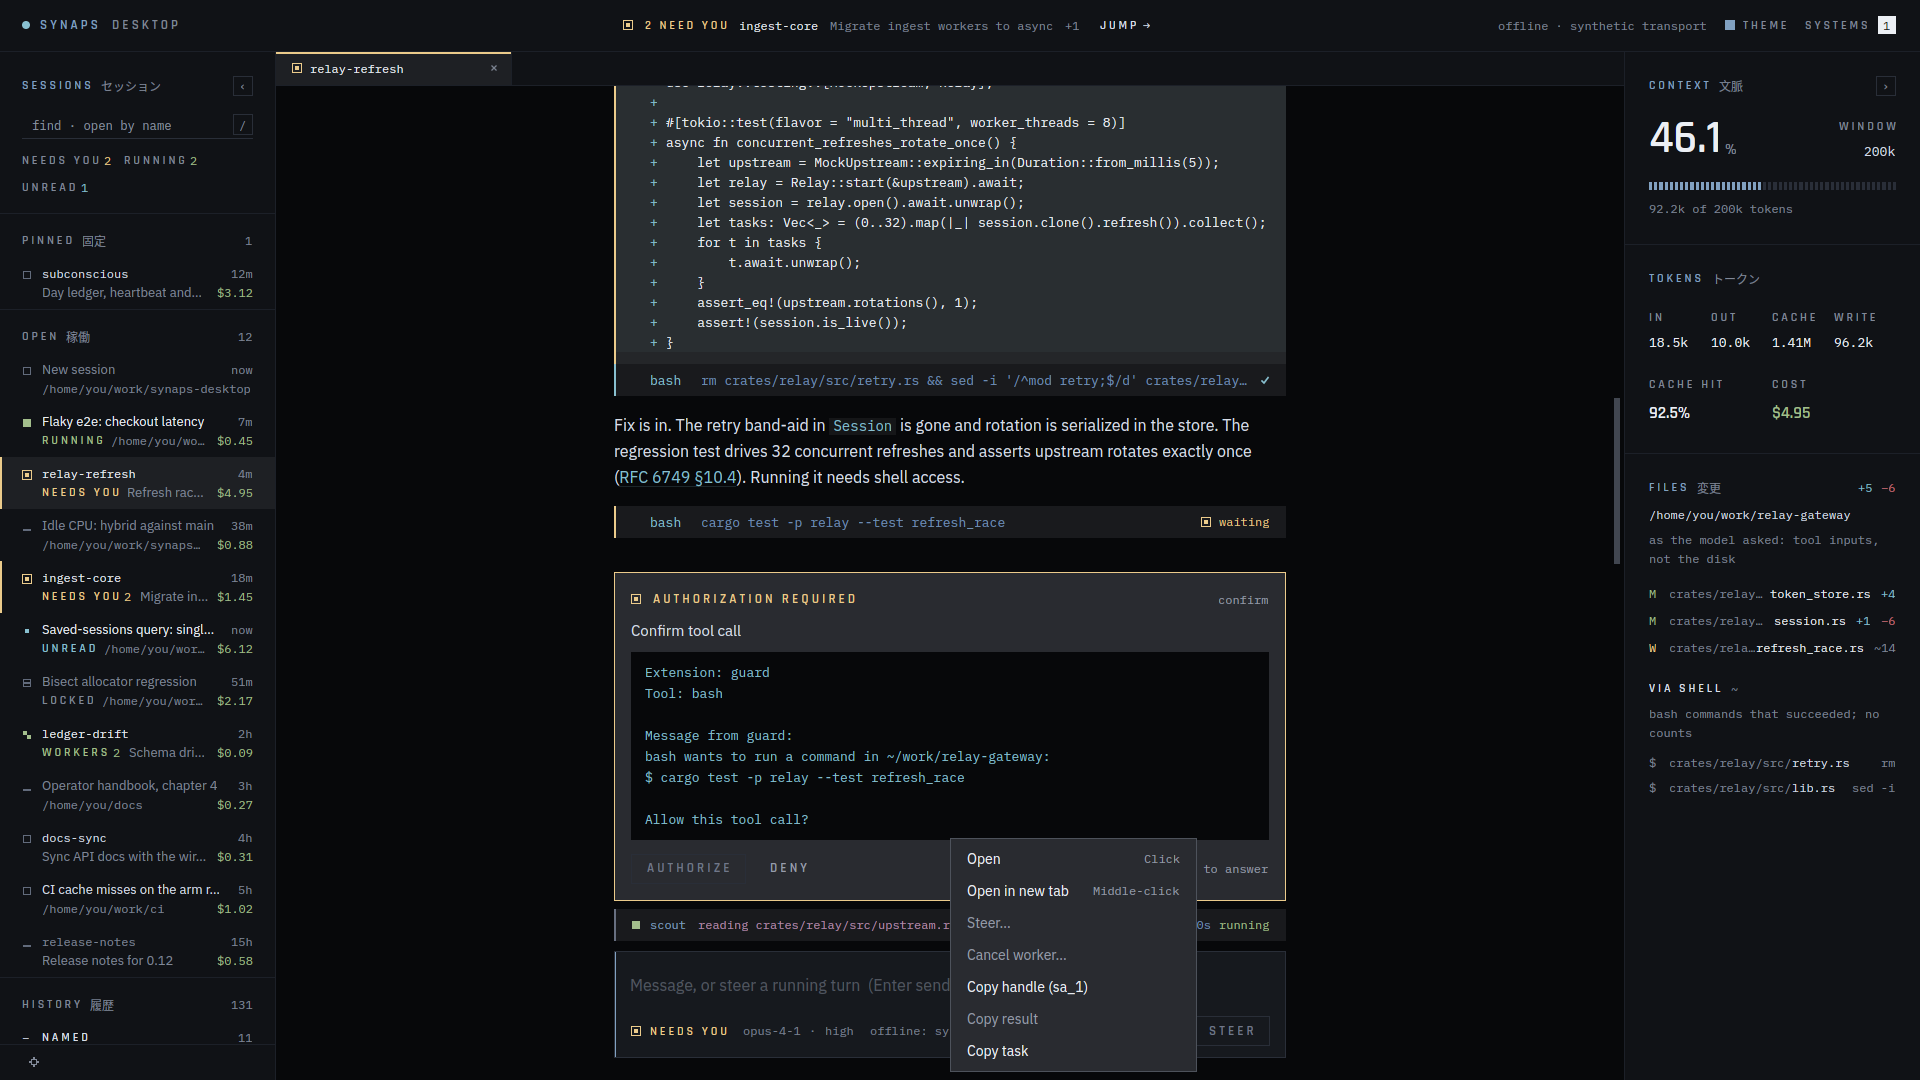 SYNAPS DESKTOP
2 NEED YOU ingest-core Migrate ingest workers to async +1 JUMP →
offline · synthetic transport THEME SYSTEMS 1
SESSIONS セッション ‹
find · open by name /
NEEDS YOU 2 RUNNING 2
UNREAD 1
PINNED 固定 1
subconscious 12m
Day ledger, heartbeat and... $3.12
OPEN 稼働 12
New session now
/home/you/work/synaps-desktop
Flaky e2e: checkout latency 7m
RUNNING /home/you/wo… $0.45
relay-refresh 4m
NEEDS YOU Refresh rac... $4.95
Idle CPU: hybrid against main 38m
/home/you/work/synaps… $0.88
ingest-core 18m
NEEDS YOU 2 Migrate in... $1.45
Saved-sessions query: singl... now
UNREAD /home/you/wor… $6.12
Bisect allocator regression 51m
LOCKED /home/you/wor… $2.17
ledger-drift 2h
WORKERS 2 Schema dri... $0.09
Operator handbook, chapter 4 3h
/home/you/docs $0.27
docs-sync 4h
Sync API docs with the wir... $0.31
CI cache misses on the arm r... 5h
/home/you/work/ci $1.02
release-notes 15h
Release notes for 0.12 $0.58
HISTORY 履歴 131
– NAMED 11
relay-refresh ×
+
+ #[tokio::test(flavor = "multi_thread", worker_threads = 8)]
+ async fn concurrent_refreshes_rotate_once() {
+ let upstream = MockUpstream::expiring_in(Duration::from_millis(5));
+ let relay = Relay::start(&upstream).await;
+ let session = relay.open().await.unwrap();
+ let tasks: Vec<_> = (0..32).map(|_| session.clone().refresh()).collect();
+ for t in tasks {
+ t.await.unwrap();
+ }
+ assert_eq!(upstream.rotations(), 1);
+ assert!(session.is_live());
+ }
bash rm crates/relay/src/retry.rs && sed -i '/^mod retry;$/d' crates/relay… ✓
Fix is in. The retry band-aid in Session is gone and rotation is serialized in the store. The
regression test drives 32 concurrent refreshes and asserts upstream rotates exactly once
(RFC 6749 §10.4). Running it needs shell access.
bash cargo test -p relay --test refresh_race waiting
AUTHORIZATION REQUIRED confirm
Confirm tool call
Extension: guard
Tool: bash
Message from guard:
bash wants to run a command in ~/work/relay-gateway:
$ cargo test -p relay --test refresh_race
Allow this tool call?
AUTHORIZE DENY to answer
scout reading crates/relay/src/upstream.r 0s running
Message, or steer a running turn (Enter send
NEEDS YOU opus-4-1 · high offline: sy STEER
Open Click
Open in new tab Middle-click
Steer...
Cancel worker...
Copy handle (sa_1)
Copy result
Copy task
CONTEXT 文脈 ›
46.1% WINDOW
200k
92.2k of 200k tokens
TOKENS トークン
IN OUT CACHE WRITE
18.5k 10.0k 1.41M 96.2k
CACHE HIT COST
92.5% $4.95
FILES 変更 +5 −6
/home/you/work/relay-gateway
as the model asked: tool inputs,
not the disk
M crates/relay… token_store.rs +4
M crates/relay… session.rs +1 −6
W crates/rela…refresh_race.rs ~14
VIA SHELL ~
bash commands that succeeded; no
counts
$ crates/relay/src/retry.rs rm
$ crates/relay/src/lib.rs sed -i